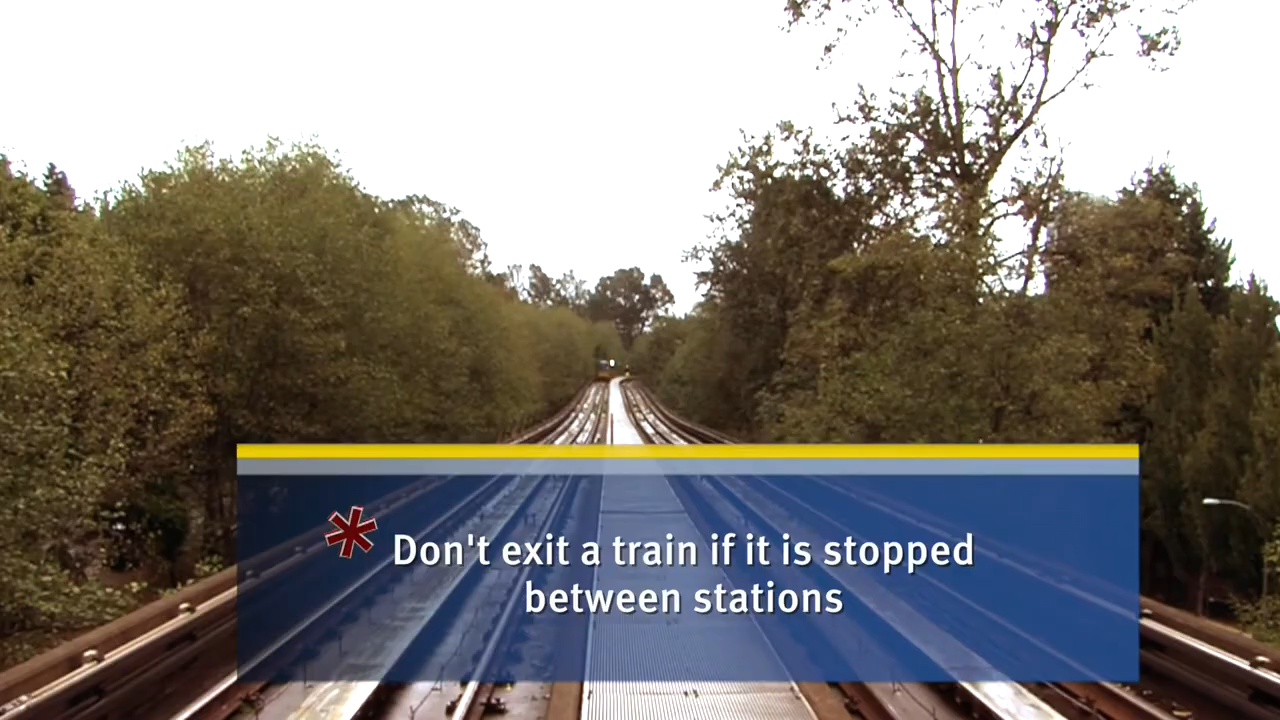 * Don't exit a train if it is stopped
between stations